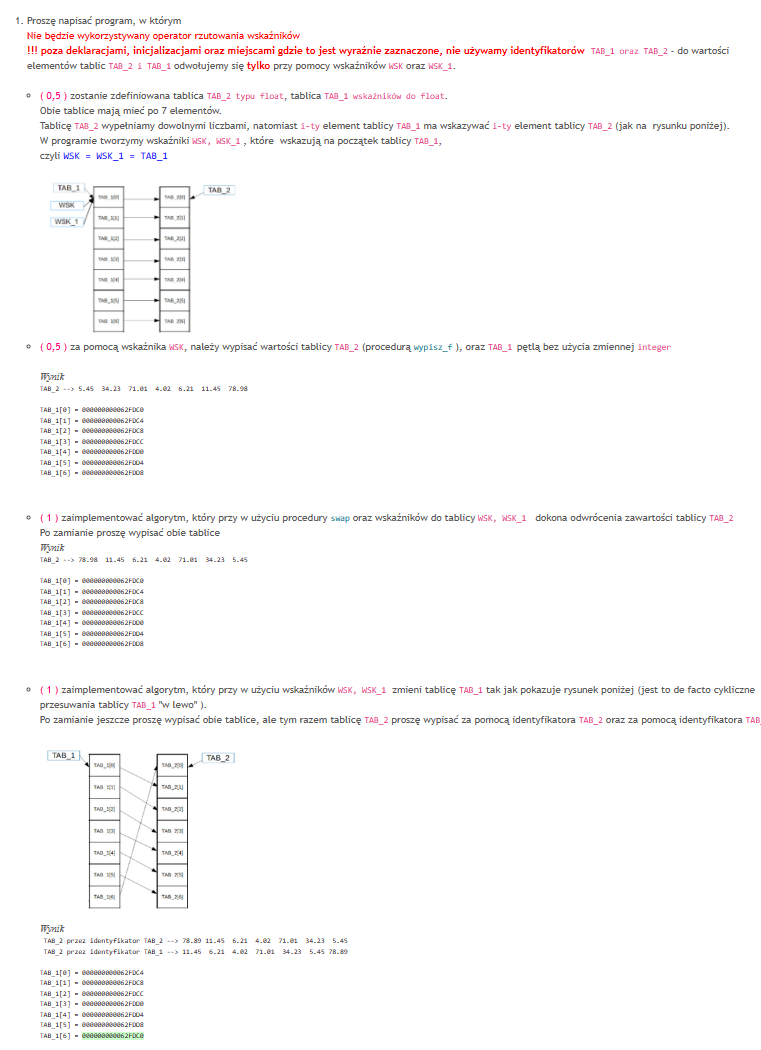 1. Proszę napisać program, w którym
Nie będzie wykorzystywany operator rzutowania wskaźników
!!! poza deklaracjami, inicjalizacjami oraz miejscami gdzie to jest wyraźnie zaznaczone, nie używamy identyfikatorów TAB_1 oraz TAB_2 - do wartości
elementów tablic TAB_2 i TAB_1 odwołujemy się tylko przy pomocy wskaźników WSK oraz WSK_1.
( 0,5 ) zostanie zdefiniowana tablica TAB_2 typu float, tablica TAB_1 wskaźników do float.
Obie tablice mają mieć po 7 elementów.
Tablicę TAB_2 wypełniamy dowolnymi liczbami, natomiast i-ty element tablicy TAB_1 ma wskazywać i-ty element tablicy TAB_2 (jak na rysunku poniżej).
W programie tworzymy wskaźniki WSK, WSK_1 , które wskazują na początek tablicy TAB_1,
czyli WSK = WSK_1 = TAB_1
TAB_1
TAB_2
WSK
WSK_1
TAB_1[0] TAB_2[0]
TAB_1[1] TAB_2[1]
TAB_1[2] TAB_2[2]
TAB_1[3] TAB_2[3]
TAB_1[4] TAB_2[4]
TAB_1[5] TAB_2[5]
TAB_1[6] TAB_2[6]
( 0,5 ) za pomocą wskaźnika WSK, należy wypisać wartości tablicy TAB_2 (procedurą wypisz_f ), oraz TAB_1 pętlą bez użycia zmiennej integer
Wynik
TAB_2 --> 5.45 34.23 71.01 4.02 6.21 11.45 78.98
TAB_1[0] = 000000000062FDC0
TAB_1[1] = 000000000062FDC4
TAB_1[2] = 000000000062FDC8
TAB_1[3] = 000000000062FDCC
TAB_1[4] = 000000000062FDD0
TAB_1[5] = 000000000062FDD4
TAB_1[6] = 000000000062FDD8
( 1 ) zaimplementować algorytm, który przy w użyciu procedury swap oraz wskaźników do tablicy WSK, WSK_1 dokona odwrócenia zawartości tablicy TAB_2
Po zamianie proszę wypisać obie tablice
Wynik
TAB_2 --> 78.98 11.45 6.21 4.02 71.01 34.23 5.45
TAB_1[0] = 000000000062FDC0
TAB_1[1] = 000000000062FDC4
TAB_1[2] = 000000000062FDC8
TAB_1[3] = 000000000062FDCC
TAB_1[4] = 000000000062FDD0
TAB_1[5] = 000000000062FDD4
TAB_1[6] = 000000000062FDD8
( 1 ) zaimplementować algorytm, który przy w użyciu wskaźników WSK, WSK_1 zmieni tablicę TAB_1 tak jak pokazuje rysunek poniżej (jest to de facto cykliczne
przesuwania tablicy TAB_1 "w lewo" ).
Po zamianie jeszcze proszę wypisać obie tablice, ale tym razem tablicę TAB_2 proszę wypisać za pomocą identyfikatora TAB_2 oraz za pomocą identyfikatora TAB_
TAB_1 TAB_2
TAB_1[0] TAB_2[0]
TAB_1[1] TAB_2[1]
TAB_1[2] TAB_2[2]
TAB_1[3] TAB_2[3]
TAB_1[4] TAB_2[4]
TAB_1[5] TAB_2[5]
TAB_1[6] TAB_2[6]
Wynik
TAB_2 przez identyfikator TAB_2 --> 78.89 11.45 6.21 4.02 71.01 34.23 5.45
TAB_2 przez identyfikator TAB_1 --> 11.45 6.21 4.02 71.01 34.23 5.45 78.89
TAB_1[0] = 000000000062FDC4
TAB_1[1] = 000000000062FDC8
TAB_1[2] = 000000000062FDCC
TAB_1[3] = 000000000062FDD0
TAB_1[4] = 000000000062FDD4
TAB_1[5] = 000000000062FDD8
TAB_1[6] = 000000000062FDC0